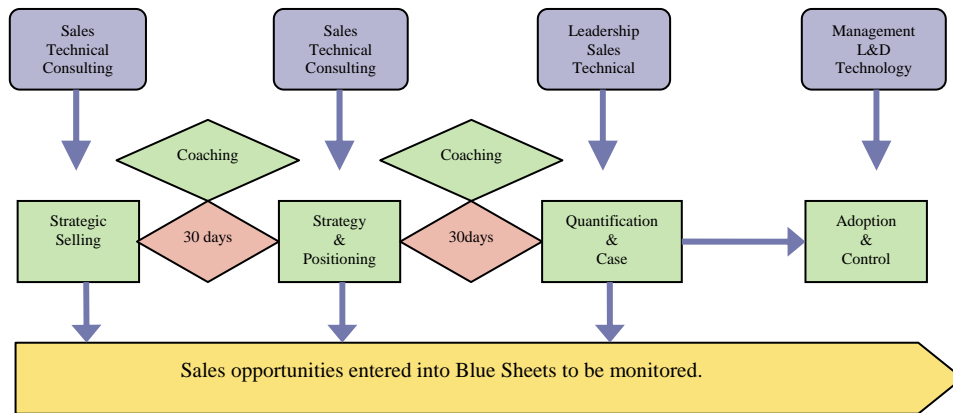 Sales
Technical
Consulting
Sales
Technical
Consulting
Leadership
Sales
Technical
Management
L&D
Technology
Coaching
Coaching
Strategic
Selling
30 days
Strategy
&
Positioning
30days
Quantification
&
Case
Adoption
&
Control
Sales opportunities entered into Blue Sheets to be monitored.